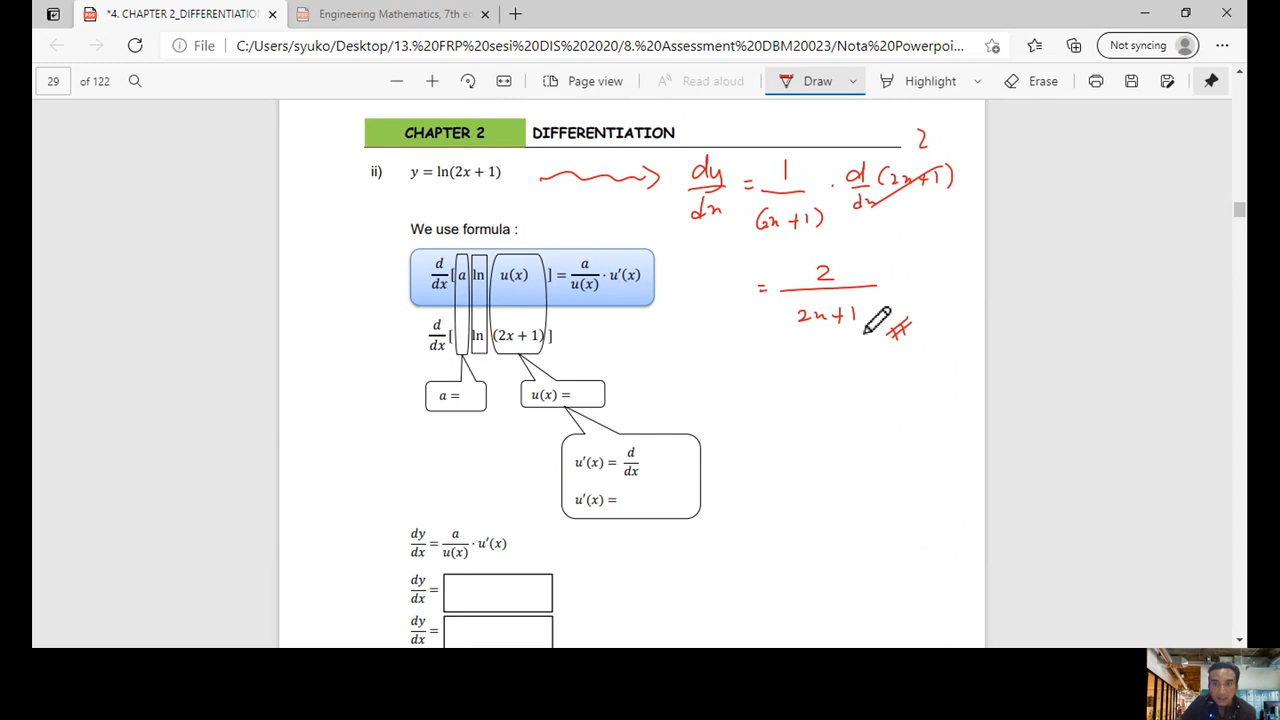 *4. CHAPTER 2_DIFFERENTIATIO
Engineering Mathematics, 7th e
File C:/Users/syuko/Desktop/13.%20FRP%20sesi%20DIS%202020/8.%20Assessment%20DBM20023/Nota%20Powerpoi... Not syncing
29 of 122 Page view Read aloud Draw Highlight Erase
CHAPTER 2 DIFFERENTIATION
ii) y = ln(2x + 1)
dy/dx = 1/(2x+1) · d/dx (2x+1) 2
= 2/2x+1 #
We use formula :
d/dx [a ln u(x) ] = a/u(x) · u′(x)
d/dx [ ln (2x + 1) ]
a =
u(x) =
u′(x) = d/dx
u′(x) =
dy/dx = a/u(x) · u′(x)
dy/dx =
dy/dx =